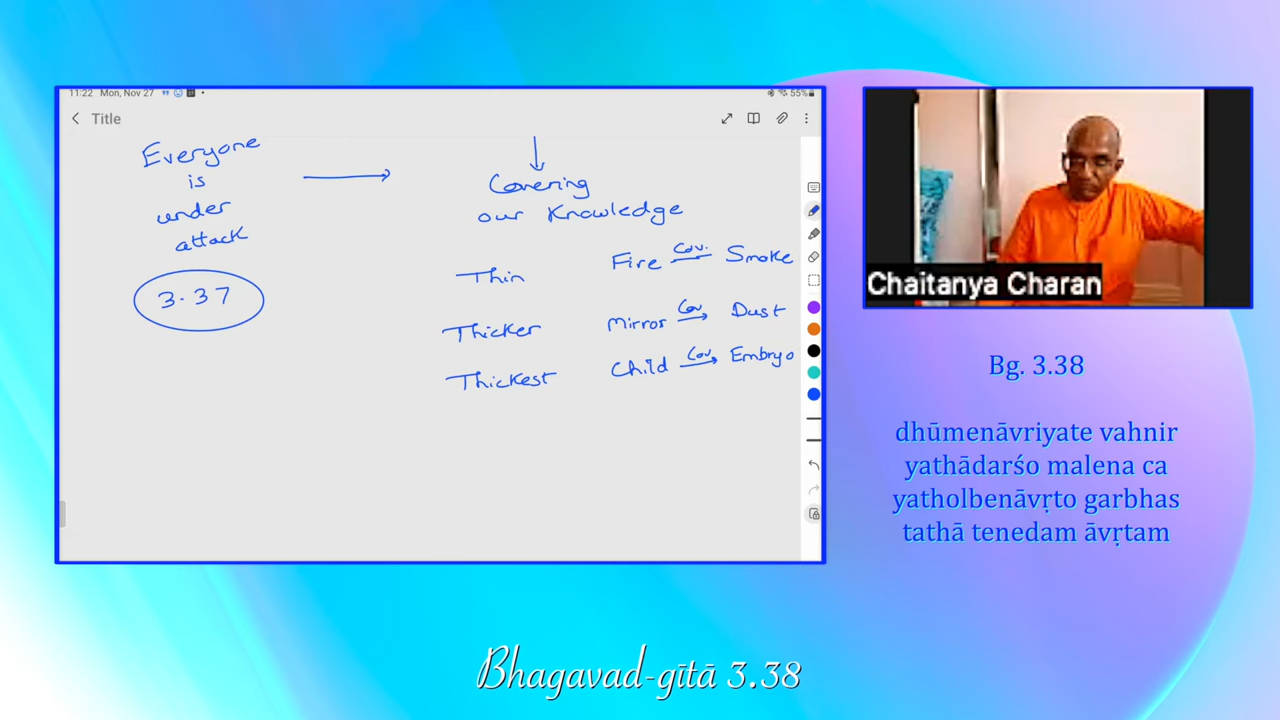 11:22 Mon, Nov 27
55%
Title
Everyone
is
under
attack
3.37
Covering
our Knowledge
Thin
Fire Cov. Smoke
Thicker
Mirror Cov Dust
Thickest
Child Cov Embryo
Chaitanya Charan
Bg. 3.38
dhūmenāvriyate vahnir
yathādarśo malena ca
yatholbenāvṛto garbhas
tathā tenedam āvṛtam
Bhagavad-gītā 3.38